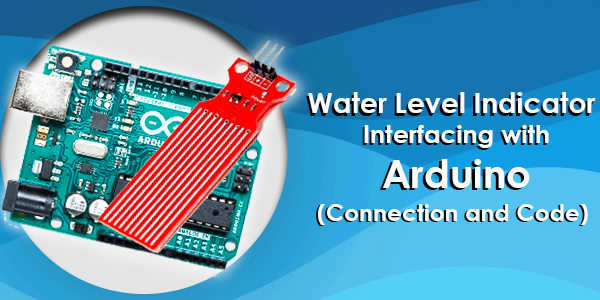 Water Level Indicator
Interfacing with
Arduino
(Connection and Code)